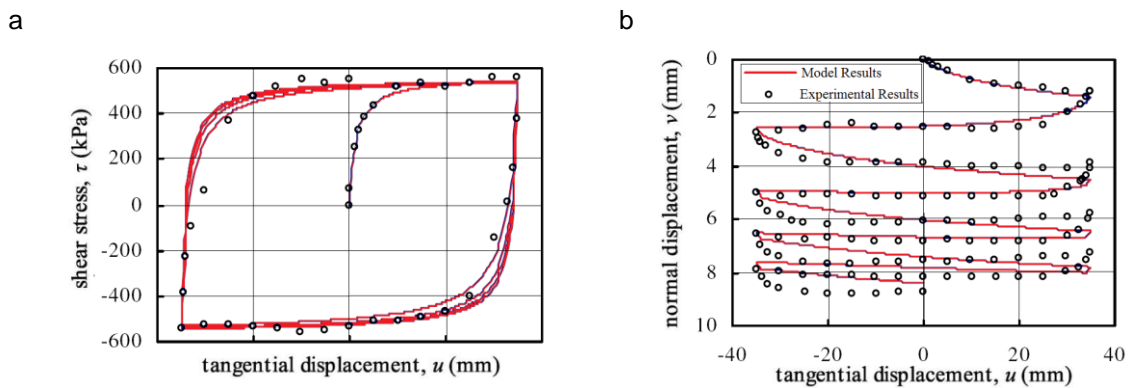 a
b
600
400
200
0
-200
-400
-600
shear stress, τ (kPa)
tangential displacement, u (mm)
0
2
4
6
8
10
normal displacement, v (mm)
Model Results
Experimental Results
-40
-20
0
20
40
tangential displacement, u (mm)